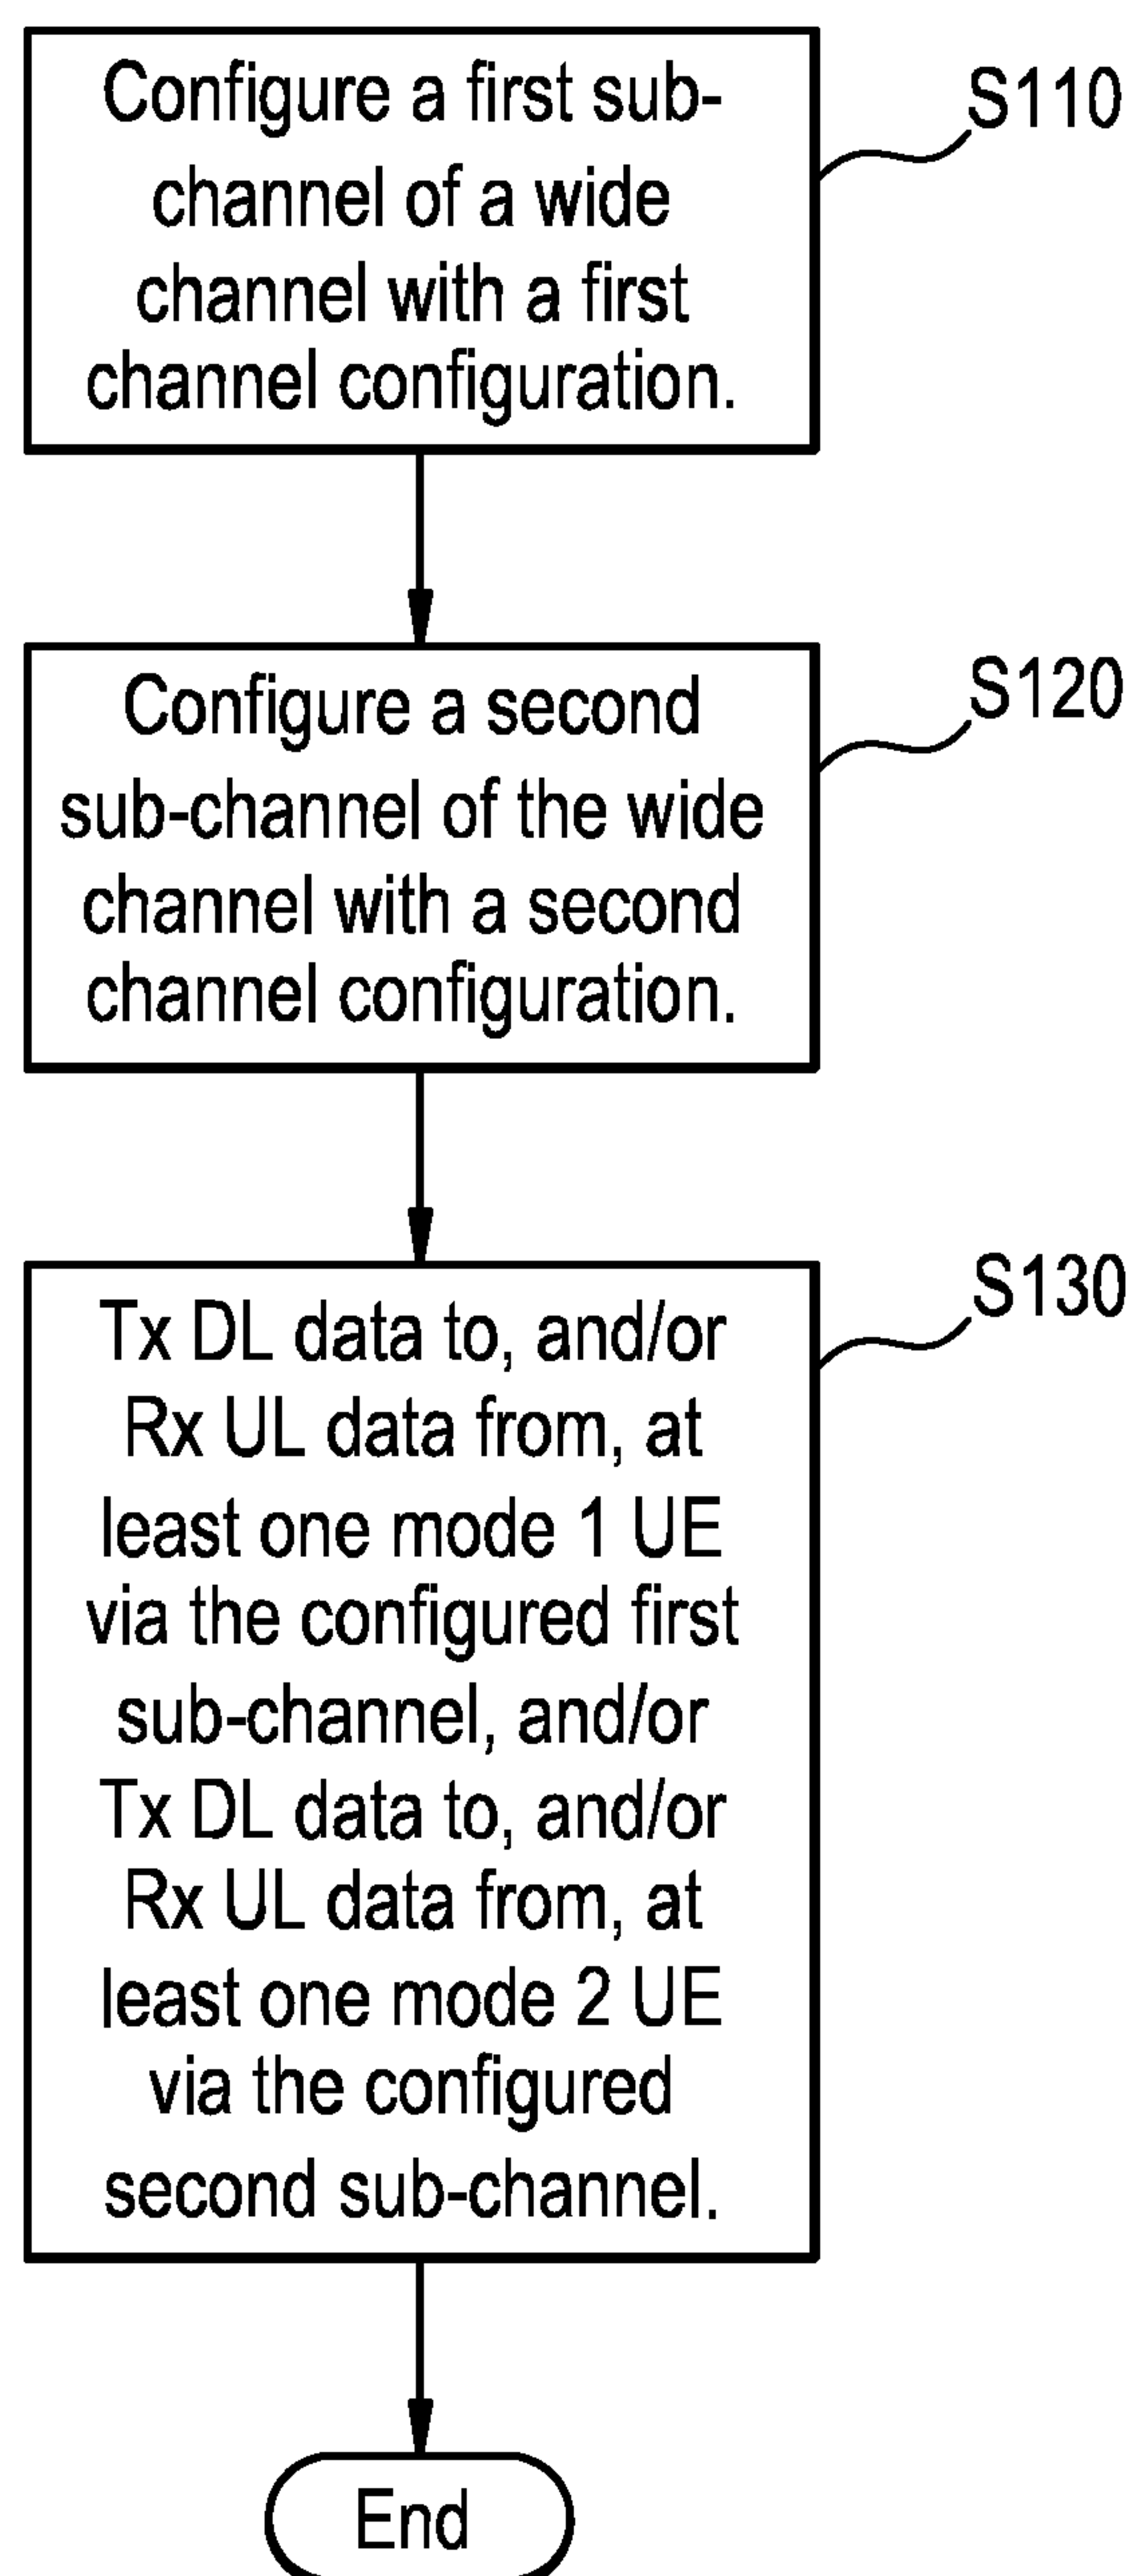 Configure a first sub-
channel of a wide
channel with a first
channel configuration.
S110
Configure a second
sub-channel of the wide
channel with a second
channel configuration.
S120
Tx DL data to, and/or
Rx UL data from, at
least one mode 1 UE
via the configured first
sub-channel, and/or
Tx DL data to, and/or
Rx UL data from, at
least one mode 2 UE
via the configured
second sub-channel.
S130
End